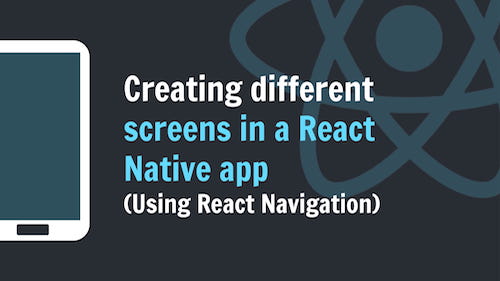 Creating different
screens in a React
Native app
(Using React Navigation)